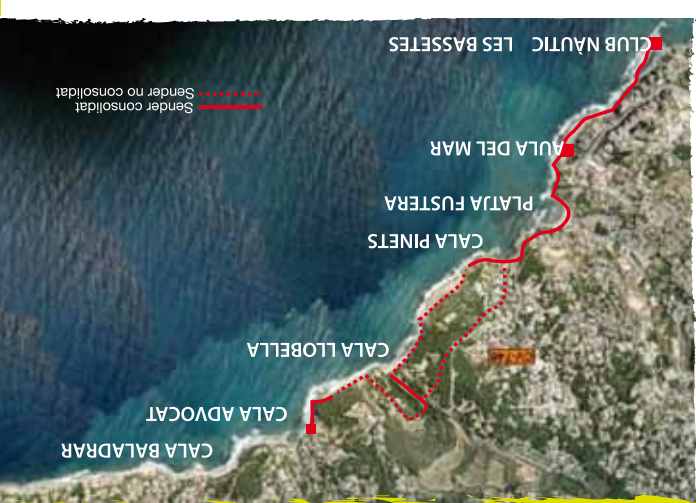 CALA BALADRAR
CALA ADVOCAT
CALA LLOBELLA
CALA PINETS
PLATJA FUSTERA
AULA DEL MAR
Sender consolidat
Sender no consolidat
CLUB NÀUTIC LES BASSETES